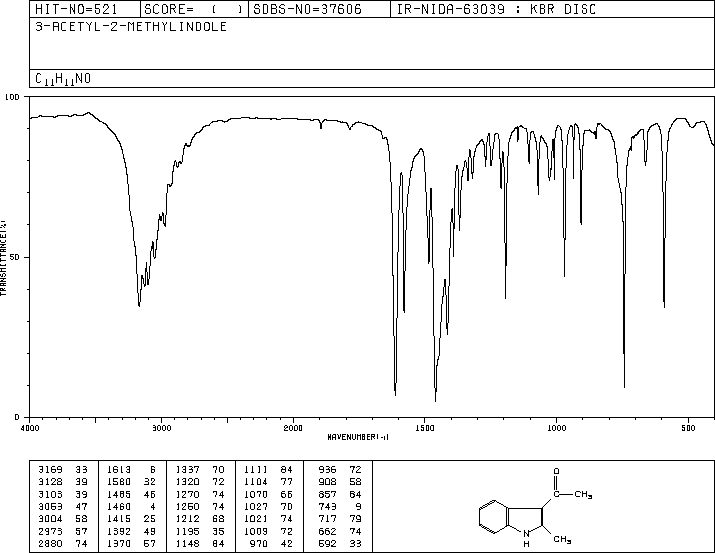 HIT-NO=521 SCORE= ( ) SDBS-NO=37606 IR-NIDA-63039 : KBR DISC
3-ACETYL-2-METHYLINDOLE
C11H11NO
100
50
0
TRANSMITTANCE(%)
4000 3000 2000 1500 1000 500
WAVENUMBER(-1)
3169 33 1613 6 1337 70 1111 84 936 72
3128 39 1580 32 1320 72 1104 77 908 58
3103 39 1485 46 1270 74 1070 66 857 84
3053 47 1460 4 1250 74 1027 70 743 9
3004 58 1415 25 1212 68 1021 74 717 79
2973 57 1392 49 1195 35 1009 72 662 74
2880 74 1370 57 1148 84 970 42 592 33
O
C CH3
N CH3
H